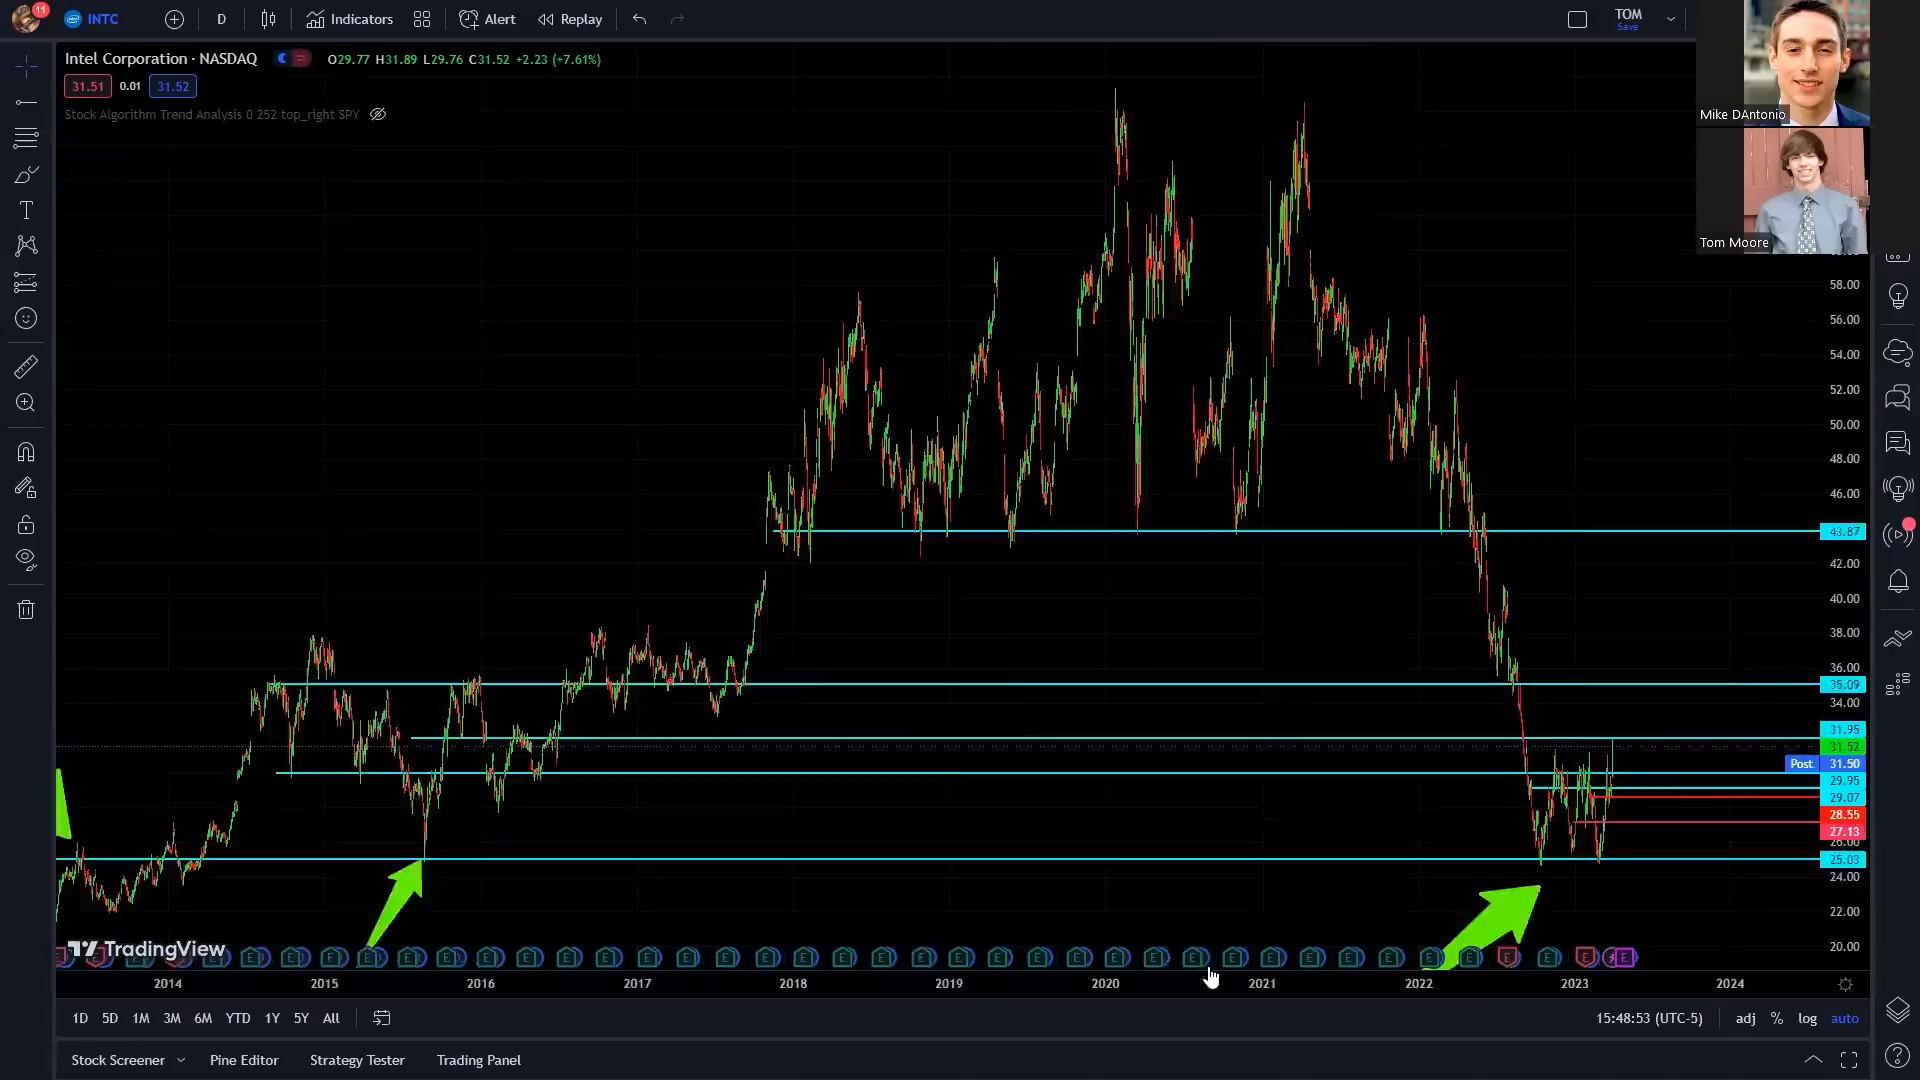 11
INTC
D
Indicators
Alert
Replay
TOM
Save
Intel Corporation · NASDAQ
O29.77 H31.89 L29.76 C31.52 +2.23 (+7.61%)
31.51
0.01
31.52
Stock Algorithm Trend Analysis 0 252 top_right SPY
Mike DAntonio
Tom Moore
58.00
56.00
54.00
52.00
50.00
48.00
46.00
43.87
42.00
40.00
38.00
36.00
35.09
34.00
31.95
31.52
Post 31.50
29.95
29.07
28.55
27.13
26.00
25.03
24.00
22.00
20.00
TradingView
2014 2015 2016 2017 2018 2019 2020 2021 2022 2023 2024
1D 5D 1M 3M 6M YTD 1Y 5Y All
15:48:53 (UTC-5)
adj % log auto
Stock Screener
Pine Editor
Strategy Tester
Trading Panel